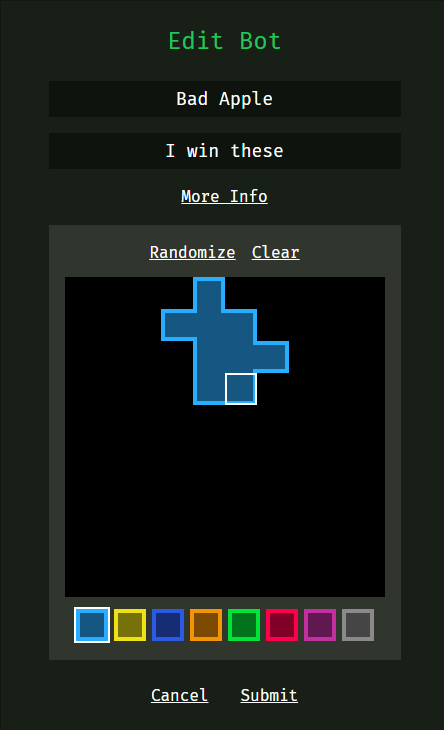 Edit Bot
Bad Apple
I win these
More Info
Randomize Clear
Cancel Submit